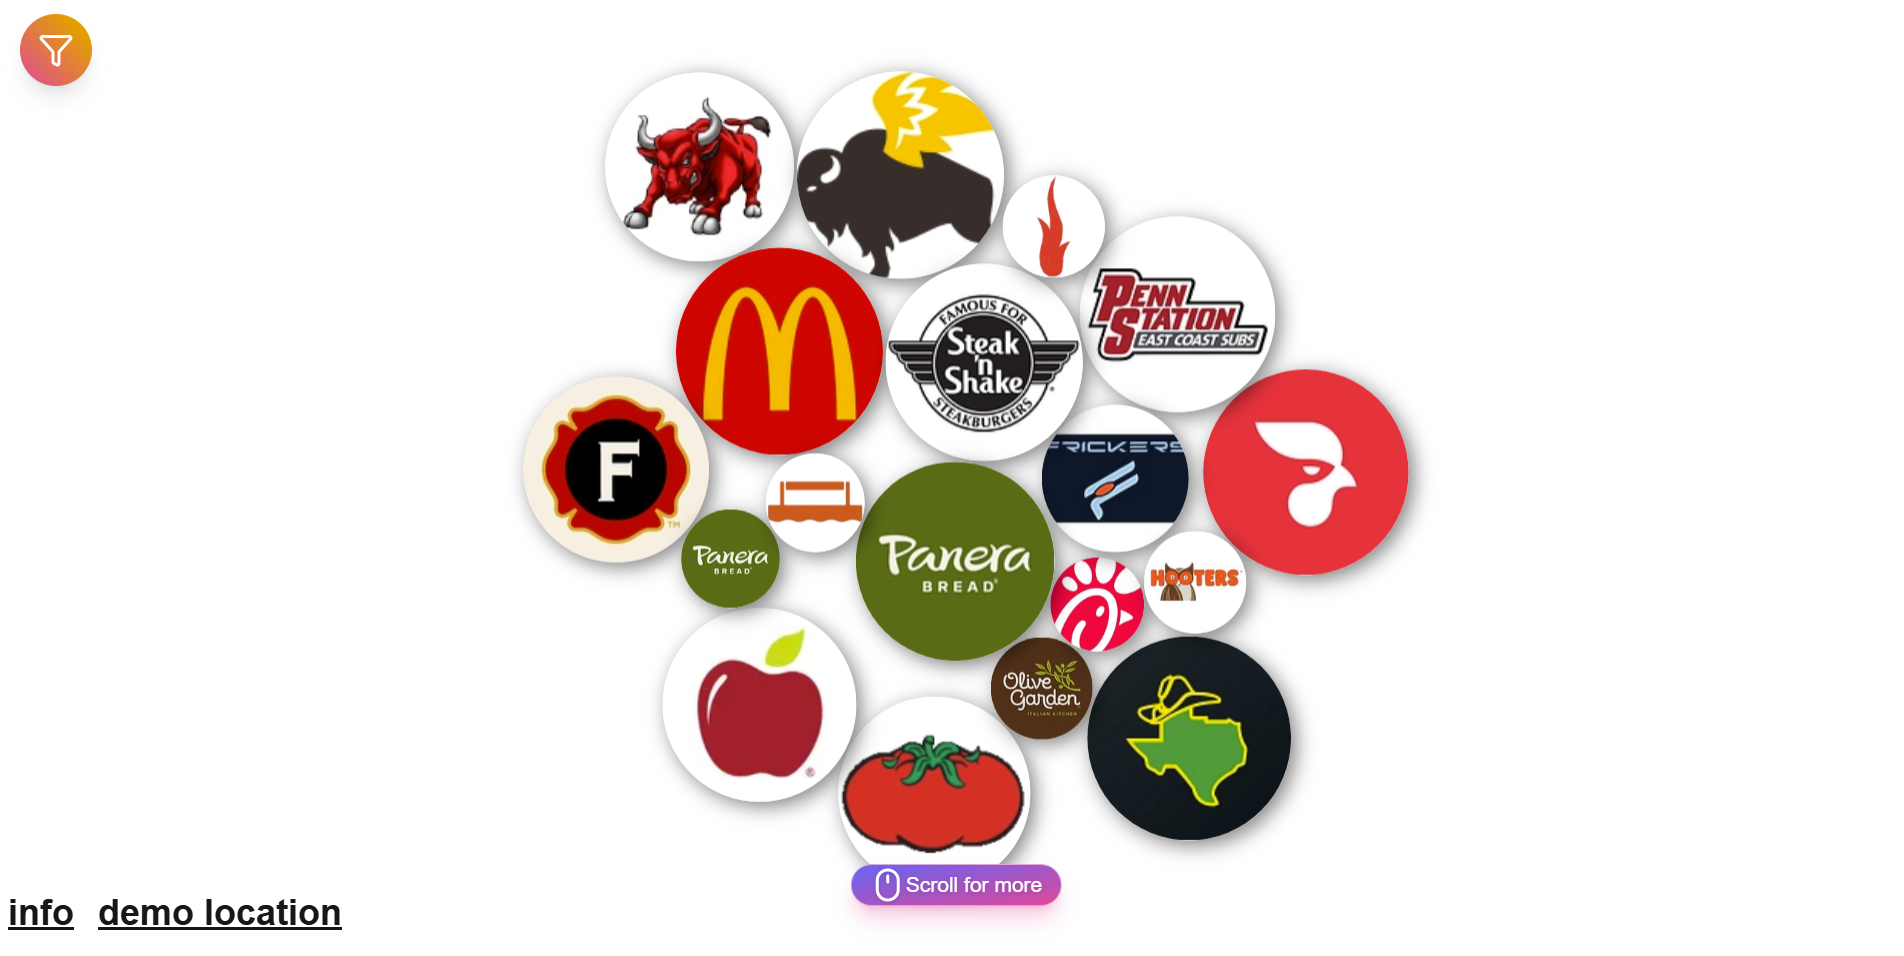 FAMOUS FOR
Steak
'n
Shake
STEAKBURGERS
PENN
STATION
EAST COAST SUBS
FRICKERS
F
TM
Panera
BREAD
Panera
BREAD®
HOOTERS
Olive
Garden
ITALIAN KITCHEN
®
Scroll for more
info demo location